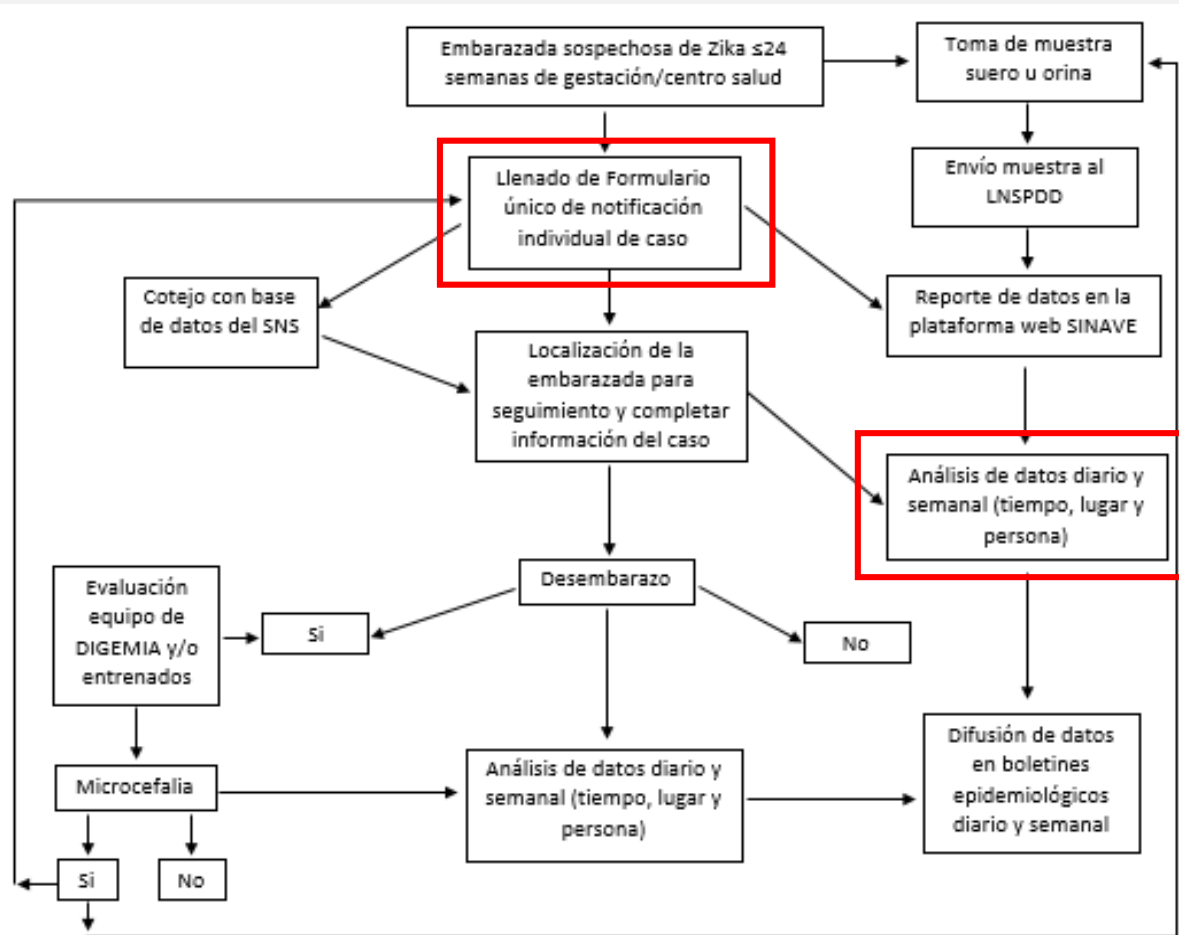 Embarazada sospechosa de Zika ≤24
semanas de gestación/centro salud
Toma de muestra
suero u orina
Llenado de Formulario
único de notificación
individual de caso
Envío muestra al
LNSPDD
Cotejo con base
de datos del SNS
Reporte de datos en la
plataforma web SINAVE
Localización de la
embarazada para
seguimiento y completar
información del caso
Análisis de datos diario y
semanal (tiempo, lugar y
persona)
Desembarazo
Evaluación
equipo de
DIGEMIA y/o
entrenados
Si
No
Microcefalia
Análisis de datos diario y
semanal (tiempo, lugar y
persona)
Difusión de datos
en boletines
epidemiológicos
diario y semanal
Si
No